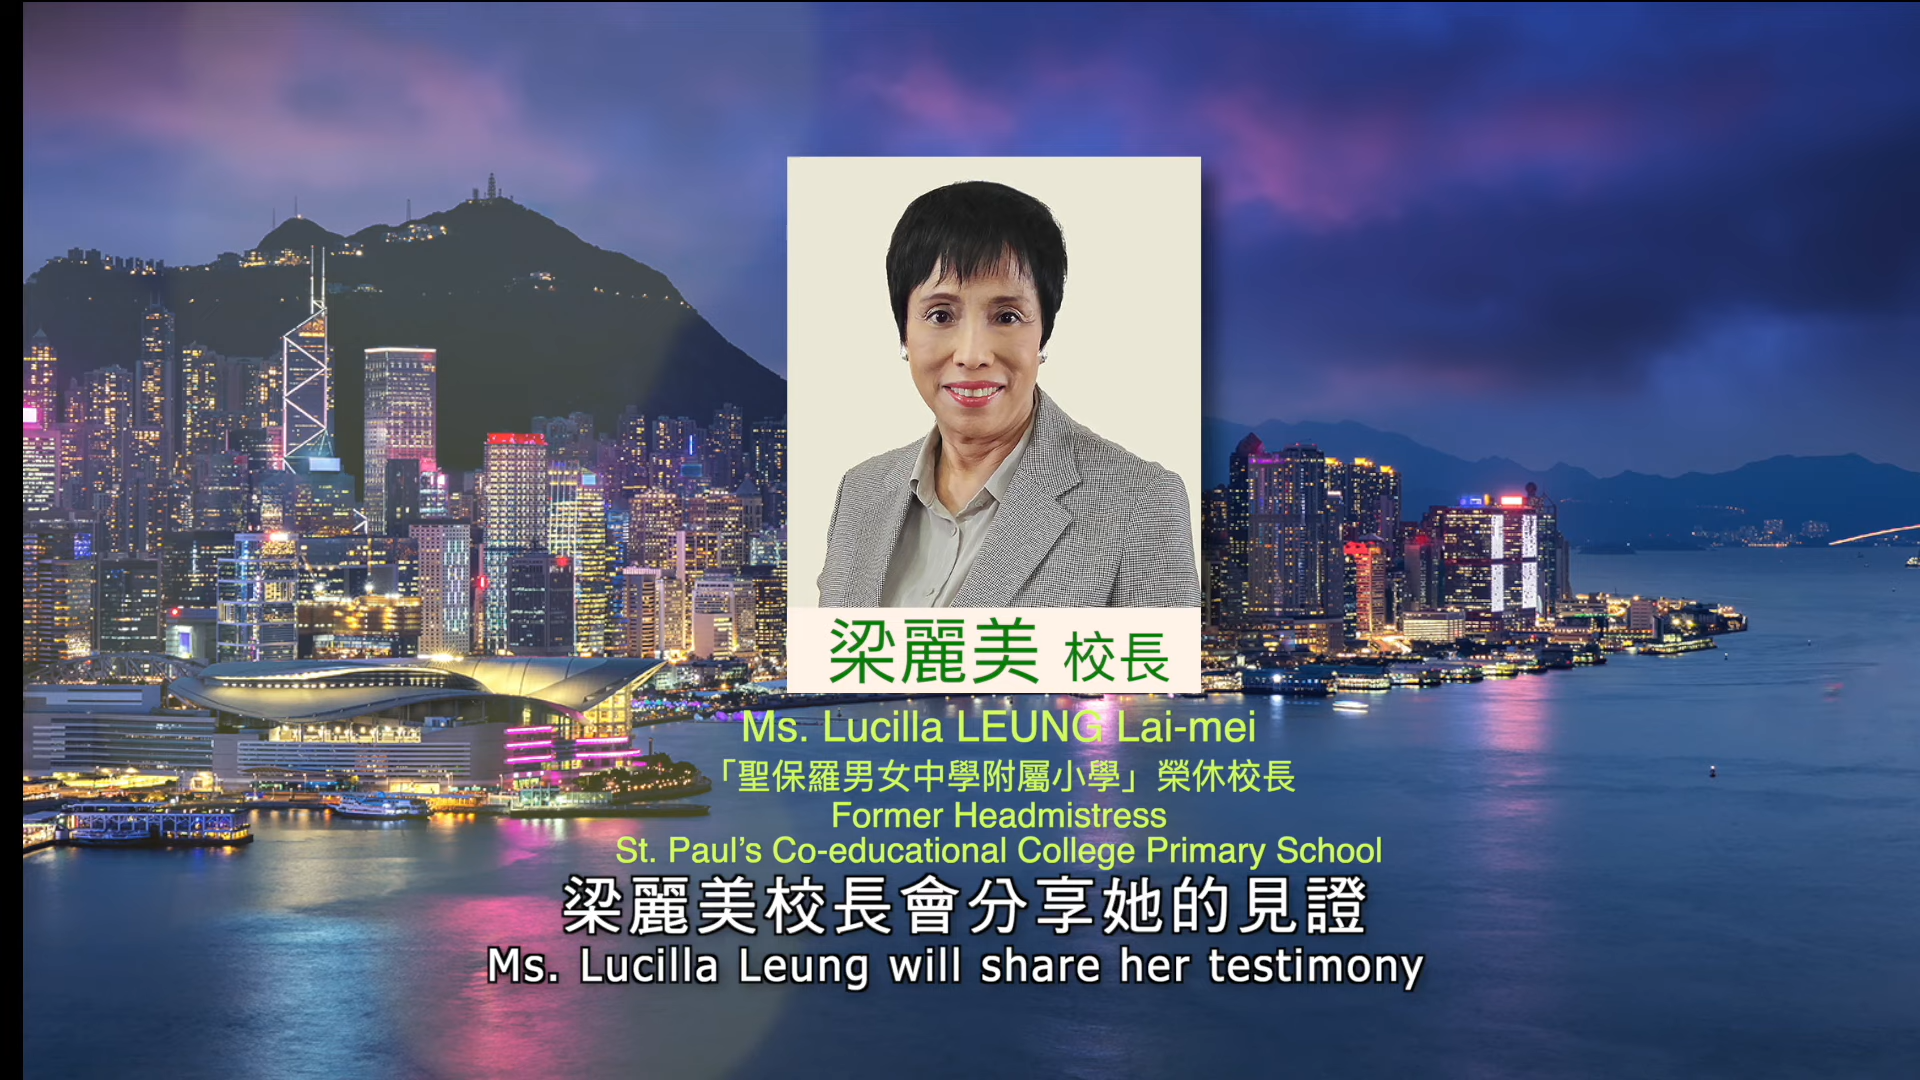 梁麗美 校長
Ms. Lucilla LEUNG Lai-mei
「聖保羅男女中學附屬小學」榮休校長
Former Headmistress
St. Paul’s Co-educational College Primary School
梁麗美校長會分享她的見證
Ms. Lucilla Leung will share her testimony